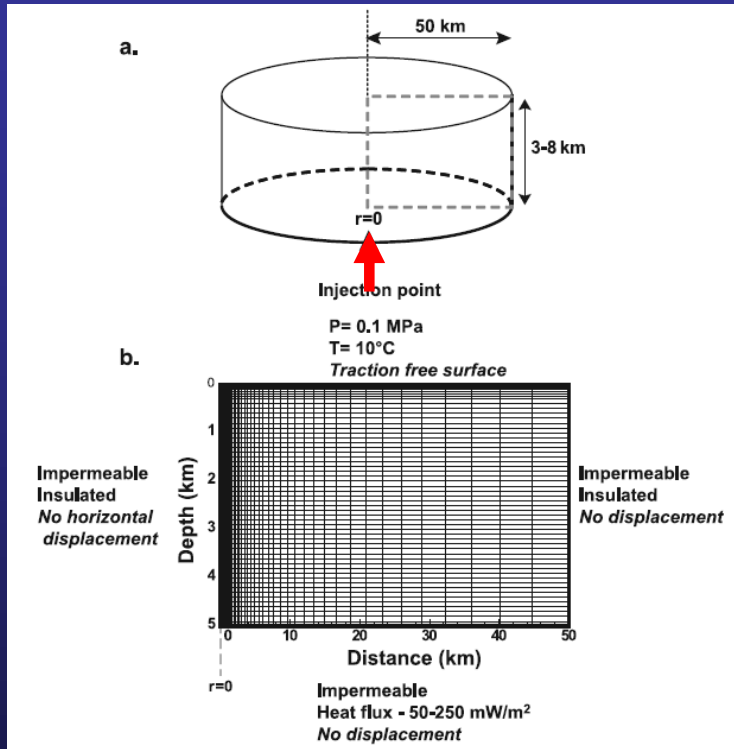 a.
50 km
3-8 km
r=0
Injection point
P= 0.1 MPa
T= 10°C
Traction free surface
b.
0
1
2
3
4
5
Depth (km)
Impermeable
Insulated
No horizontal
displacement
Impermeable
Insulated
No displacement
0 10 20 30 40 50
Distance (km)
r=0
Impermeable
Heat flux - 50-250 mW/m²
No displacement